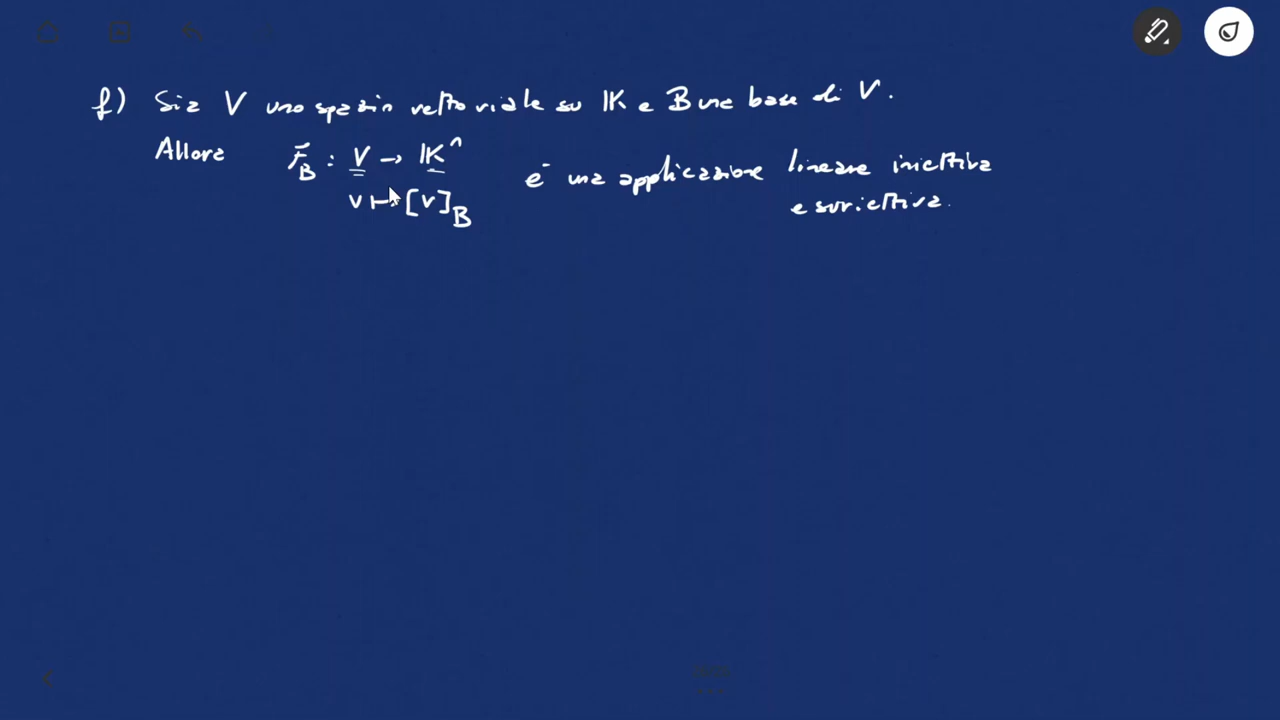 f) Sia V uno spazio vettoriale su 𝕂 e B una base di V.
Allora F_B : V → 𝕂^n è una applicazione lineare iniettiva
v ↦ [v]_B e suriettiva.